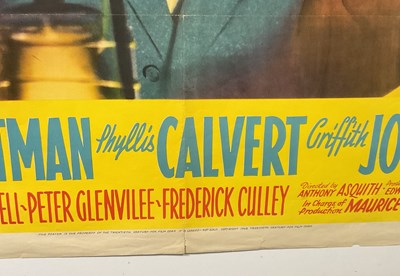 TMAN Phyllis CALVERT Griffith JO
ELL·PETER GLENVILLE·FREDERICK CULLEY
Directed by
ANTHONY ASQUITH
EDW
In Charge of
Production: MAURICE